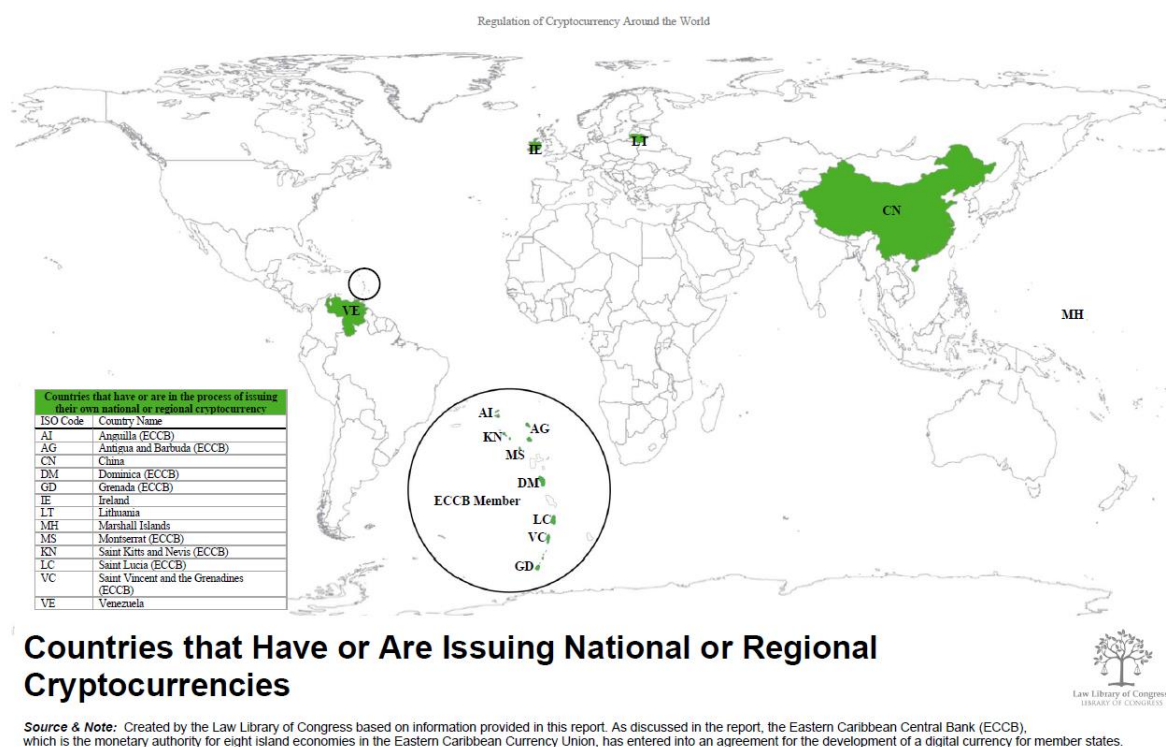 Regulation of Cryptocurrency Around the World
IE
LT
CN
VE
MH
Countries that have or are in the process of issuing
their own national or regional cryptocurrency
ISO Code Country Name
AI Anguilla (ECCB)
AG Antigua and Barbuda (ECCB)
CN China
DM Dominica (ECCB)
GD Grenada (ECCB)
IE Ireland
LT Lithuania
MH Marshall Islands
MS Montserrat (ECCB)
KN Saint Kitts and Nevis (ECCB)
LC Saint Lucia (ECCB)
VC Saint Vincent and the Grenadines
(ECCB)
VE Venezuela
AI
AG
KN
MS
DM
ECCB Member
LC
VC
GD
Countries that Have or Are Issuing National or Regional
Cryptocurrencies
Law Library of Congress
LIBRARY OF CONGRESS
Source & Note: Created by the Law Library of Congress based on information provided in this report. As discussed in the report, the Eastern Caribbean Central Bank (ECCB),
which is the monetary authority for eight island economies in the Eastern Caribbean Currency Union, has entered into an agreement for the development of a digital currency for member states.